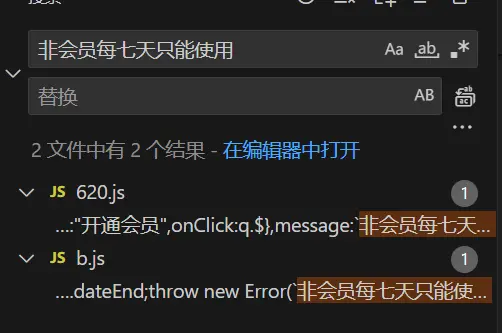 非会员每七天只能使用
Aa
ab
*
替换
AB
2 文件中有 2 个结果 - 在编辑器中打开
JS 620.js
1
...:"开通会员",onClick:q.$},message:`非会员每七天...
JS b.js
1
....dateEnd;throw new Error(`非会员每七天只能使...